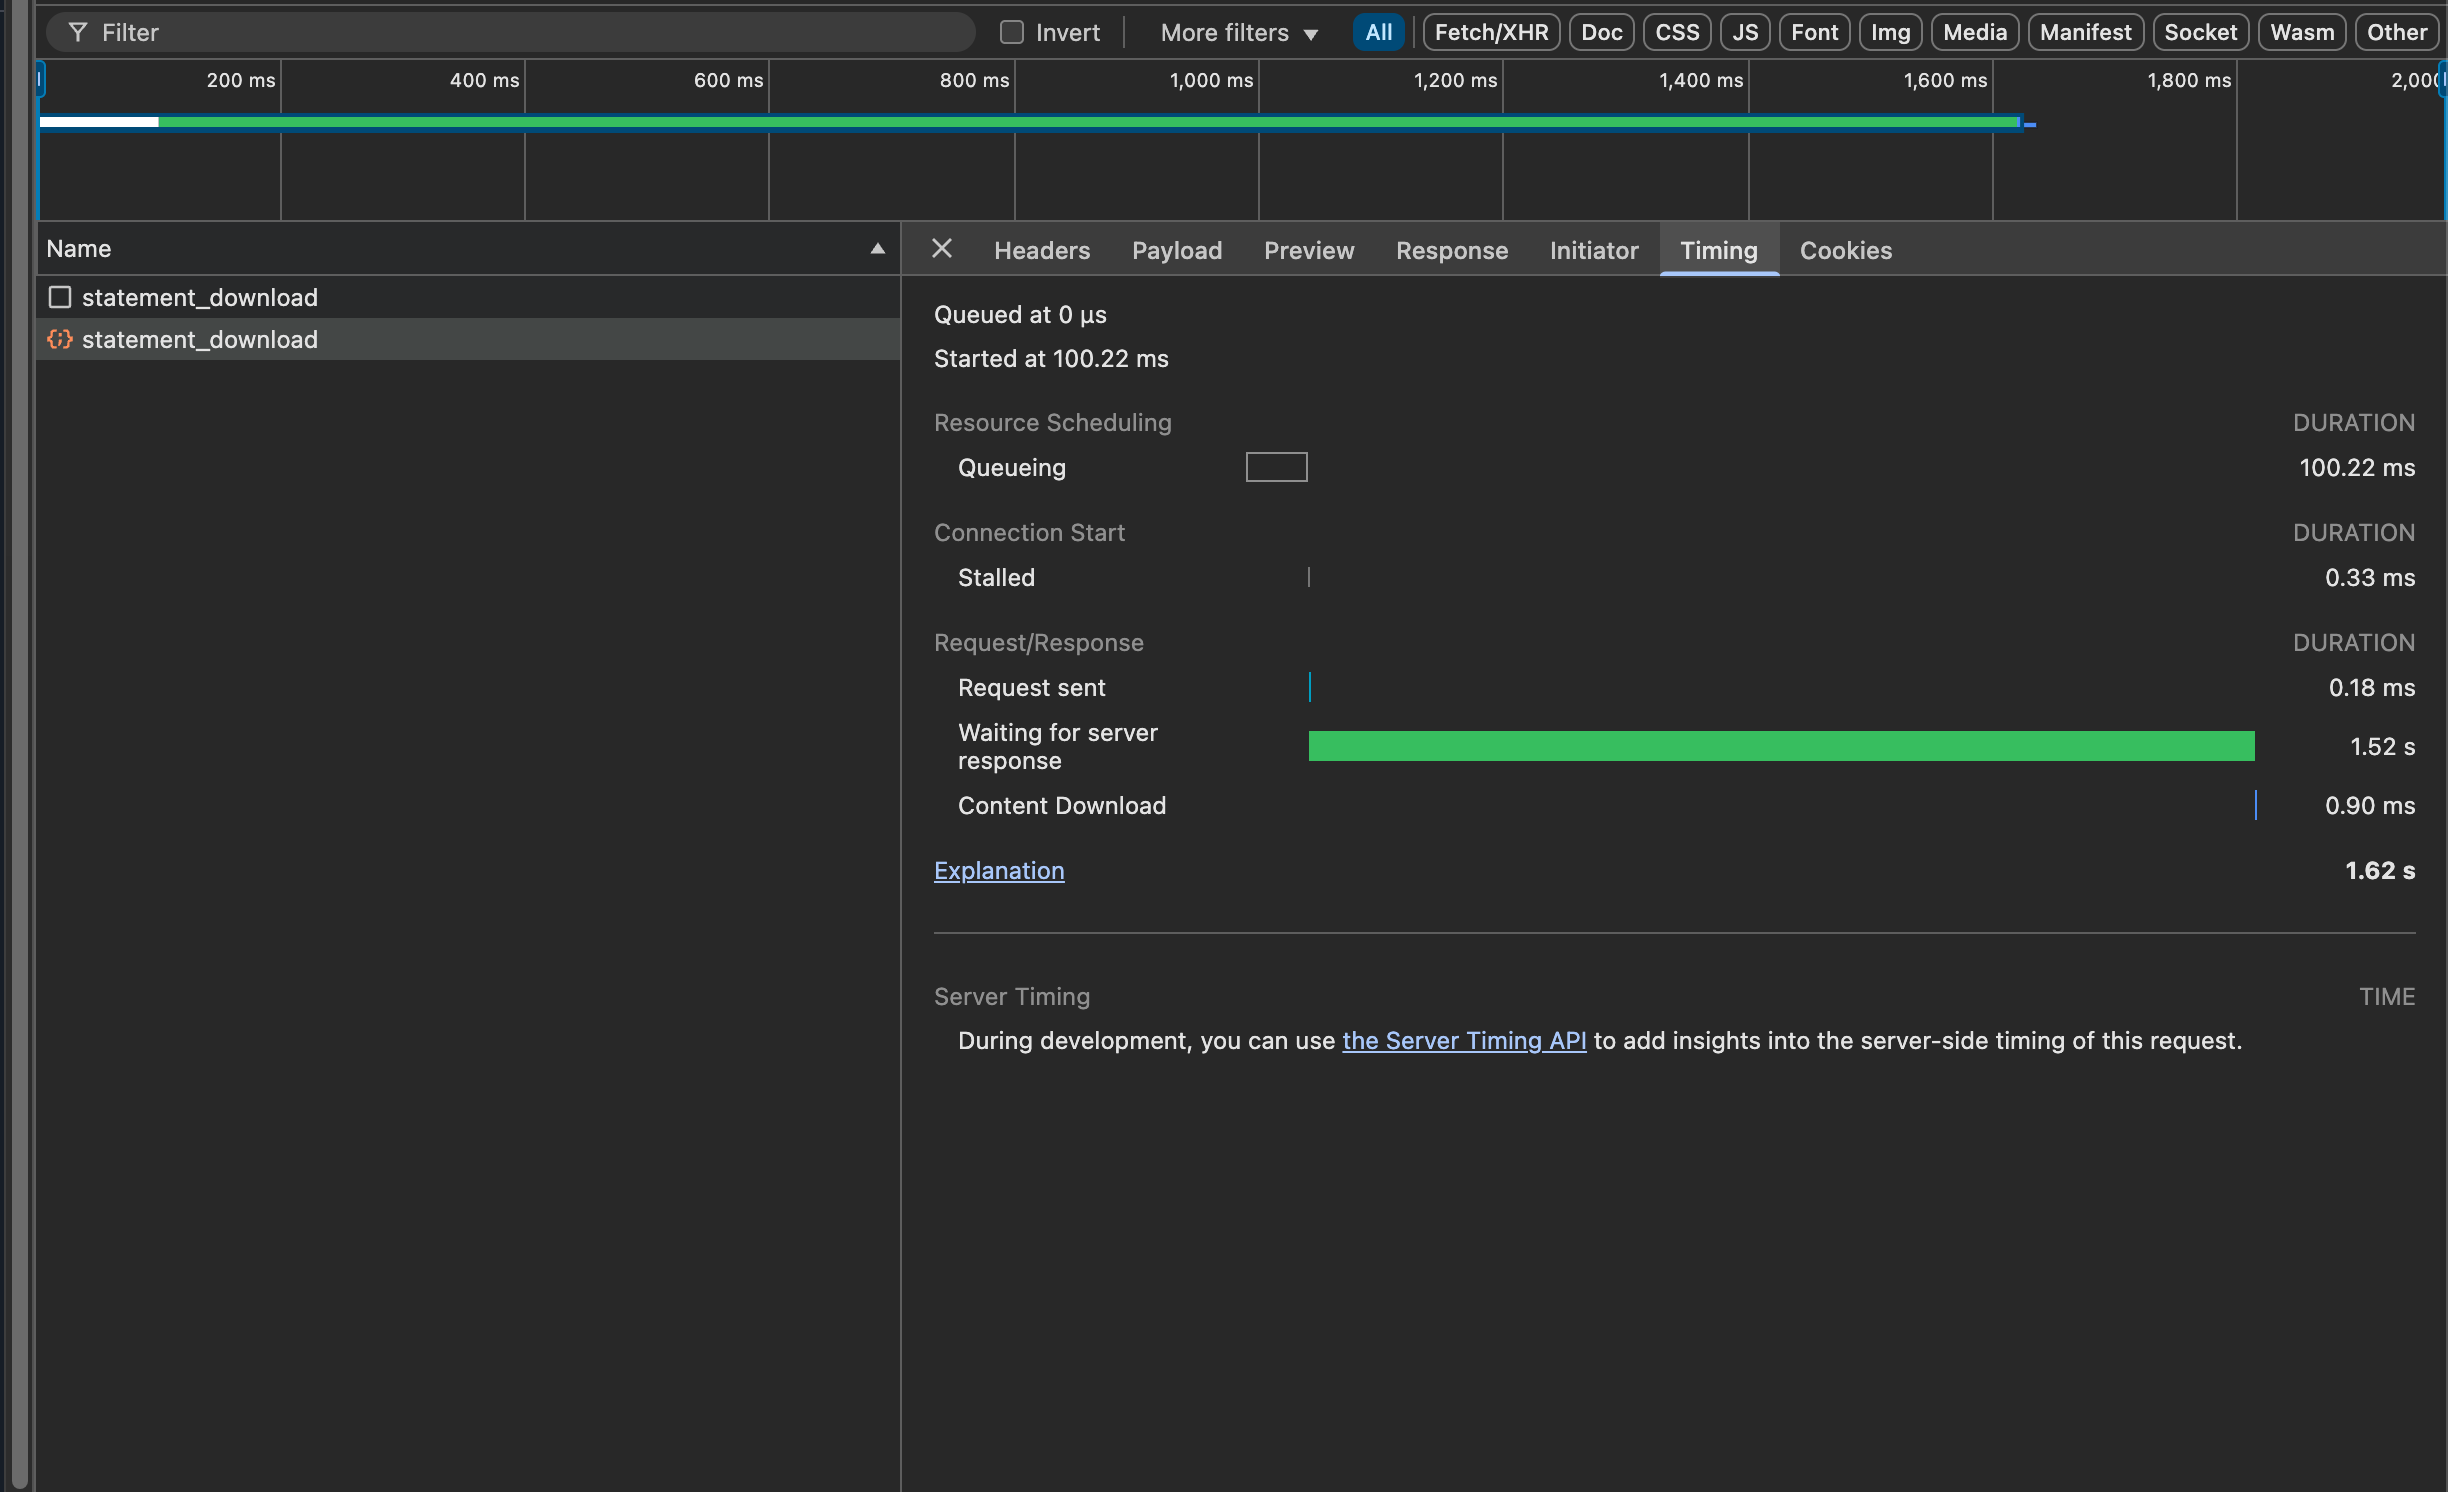 Filter Invert More filters All Fetch/XHR Doc CSS JS Font Img Media Manifest Socket Wasm Other
200 ms 400 ms 600 ms 800 ms 1,000 ms 1,200 ms 1,400 ms 1,600 ms 1,800 ms 2,000
Name
statement_download
statement_download
Headers Payload Preview Response Initiator Timing Cookies
Queued at 0 μs
Started at 100.22 ms
Resource Scheduling DURATION
Queueing 100.22 ms
Connection Start DURATION
Stalled 0.33 ms
Request/Response DURATION
Request sent 0.18 ms
Waiting for server
response 1.52 s
Content Download 0.90 ms
Explanation 1.62 s
Server Timing TIME
During development, you can use the Server Timing API to add insights into the server-side timing of this request.